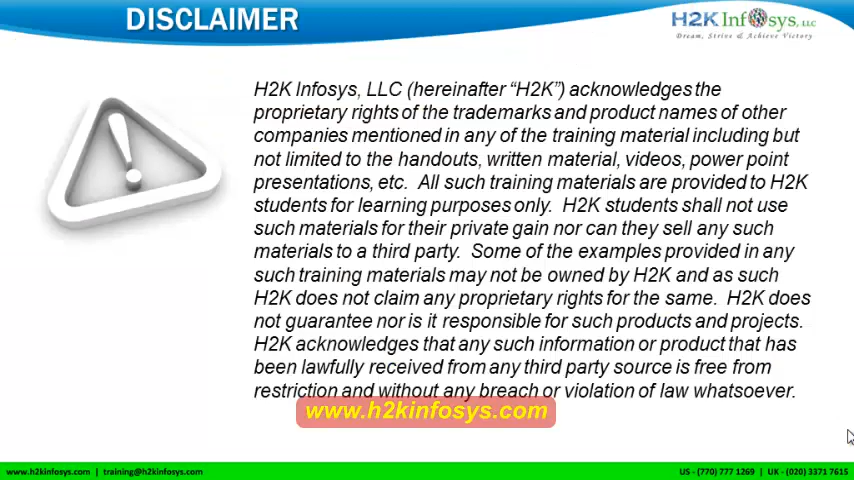 DISCLAIMER
H2K Infosys, LLC
Dream, Strive & Achieve Victory
H2K Infosys, LLC (hereinafter “H2K”) acknowledges the
proprietary rights of the trademarks and product names of other
companies mentioned in any of the training material including but
not limited to the handouts, written material, videos, power point
presentations, etc.  All such training materials are provided to H2K
students for learning purposes only.  H2K students shall not use
such materials for their private gain nor can they sell any such
materials to a third party.  Some of the examples provided in any
such training materials may not be owned by H2K and as such
H2K does not claim any proprietary rights for the same.  H2K does
not guarantee nor is it responsible for such products and projects.
H2K acknowledges that any such information or product that has
been lawfully received from any third party source is free from
restriction and without any breach or violation of law whatsoever.
www.h2kinfosys.com
www.h2kinfosys.com | training@h2kinfosys.com
US - (770) 777 1269 | UK - (020) 3371 7615